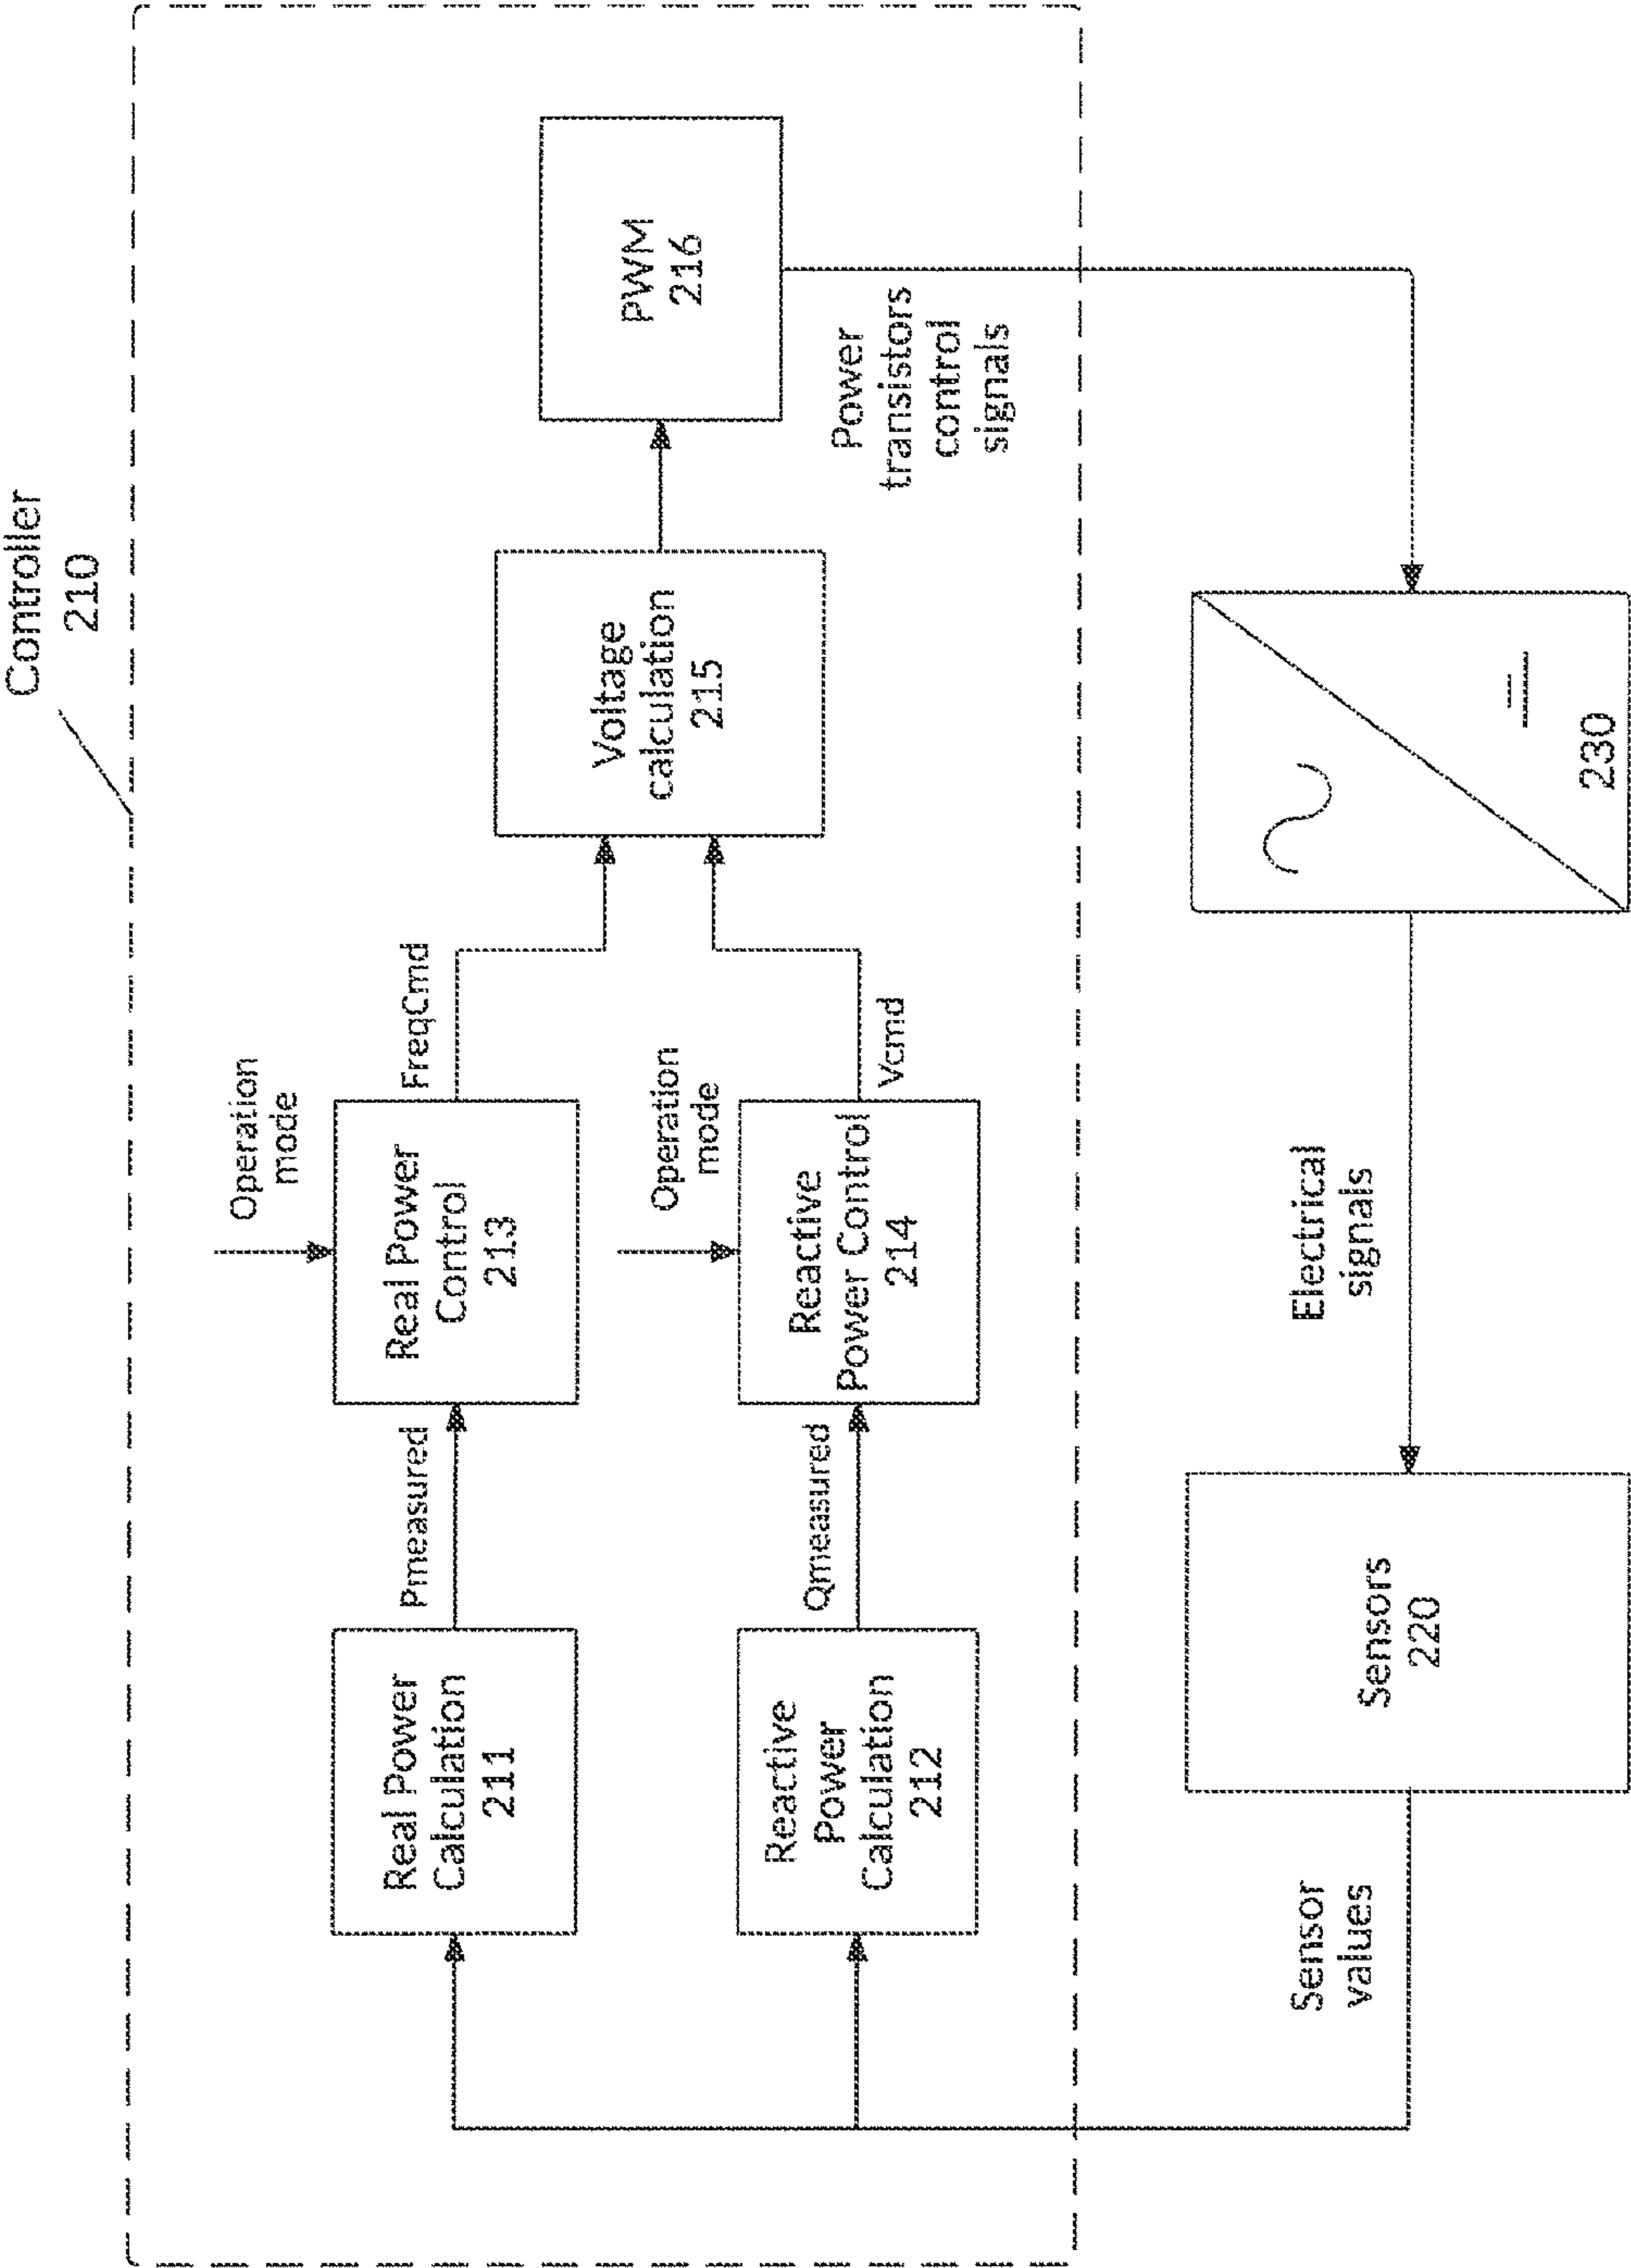 Controller
210
Operation
mode
Real Power
Calculation
211
Pmeasured
Real Power
Control
213
FreqCmd
Operation
mode
Reactive
Power
Calculation
212
Qmeasured
Reactive
Power Control
214
Vcmd
Voltage
calculation
215
PWM
216
Power
transistors
control
signals
Sensor
values
Sensors
220
Electrical
signals
230